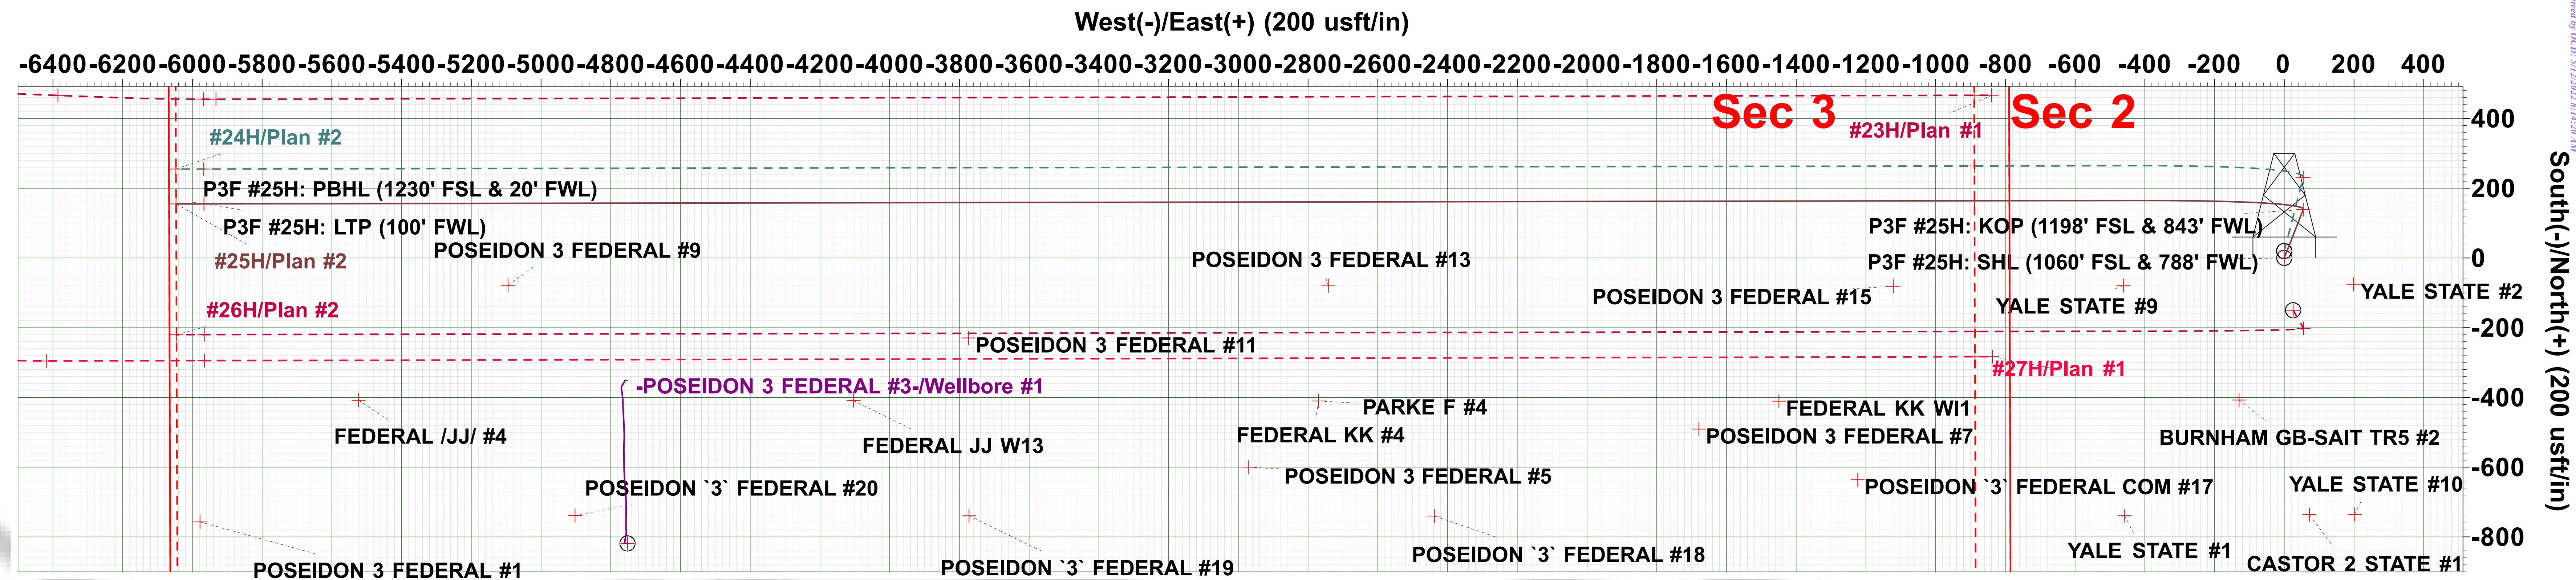 West(-)/East(+) (200 usft/in)
-6400 -6200 -6000 -5800 -5600 -5400 -5200 -5000 -4800 -4600 -4400 -4200 -4000 -3800 -3600 -3400 -3200 -3000 -2800 -2600 -2400 -2200 -2000 -1800 -1600 -1400 -1200 -1000 -800 -600 -400 -200 0 200 400
Sec 3
Sec 2
400
#23H/Plan #1
#24H/Plan #2
200
P3F #25H: PBHL (1230' FSL & 20' FWL)
P3F #25H: LTP (100' FWL)
P3F #25H: KOP (1198' FSL & 843' FWL)
POSEIDON 3 FEDERAL #9
0
#25H/Plan #2
POSEIDON 3 FEDERAL #13
P3F #25H: SHL (1060' FSL & 788' FWL)
YALE STATE #2
POSEIDON 3 FEDERAL #15
YALE STATE #9
#26H/Plan #2
-200
POSEIDON 3 FEDERAL #11
#27H/Plan #1
-POSEIDON 3 FEDERAL #3-/Wellbore #1
-400
PARKE F #4
FEDERAL KK WI1
FEDERAL /JJ/ #4
FEDERAL KK #4
POSEIDON 3 FEDERAL #7
BURNHAM GB-SAIT TR5 #2
FEDERAL JJ W13
-600
POSEIDON 3 FEDERAL #5
POSEIDON `3` FEDERAL #20
POSEIDON `3` FEDERAL COM #17
YALE STATE #10
-800
YALE STATE #1
POSEIDON `3` FEDERAL #18
CASTOR 2 STATE #1
POSEIDON `3` FEDERAL #19
POSEIDON 3 FEDERAL #1
South(-)/North(+) (200 usft/in)